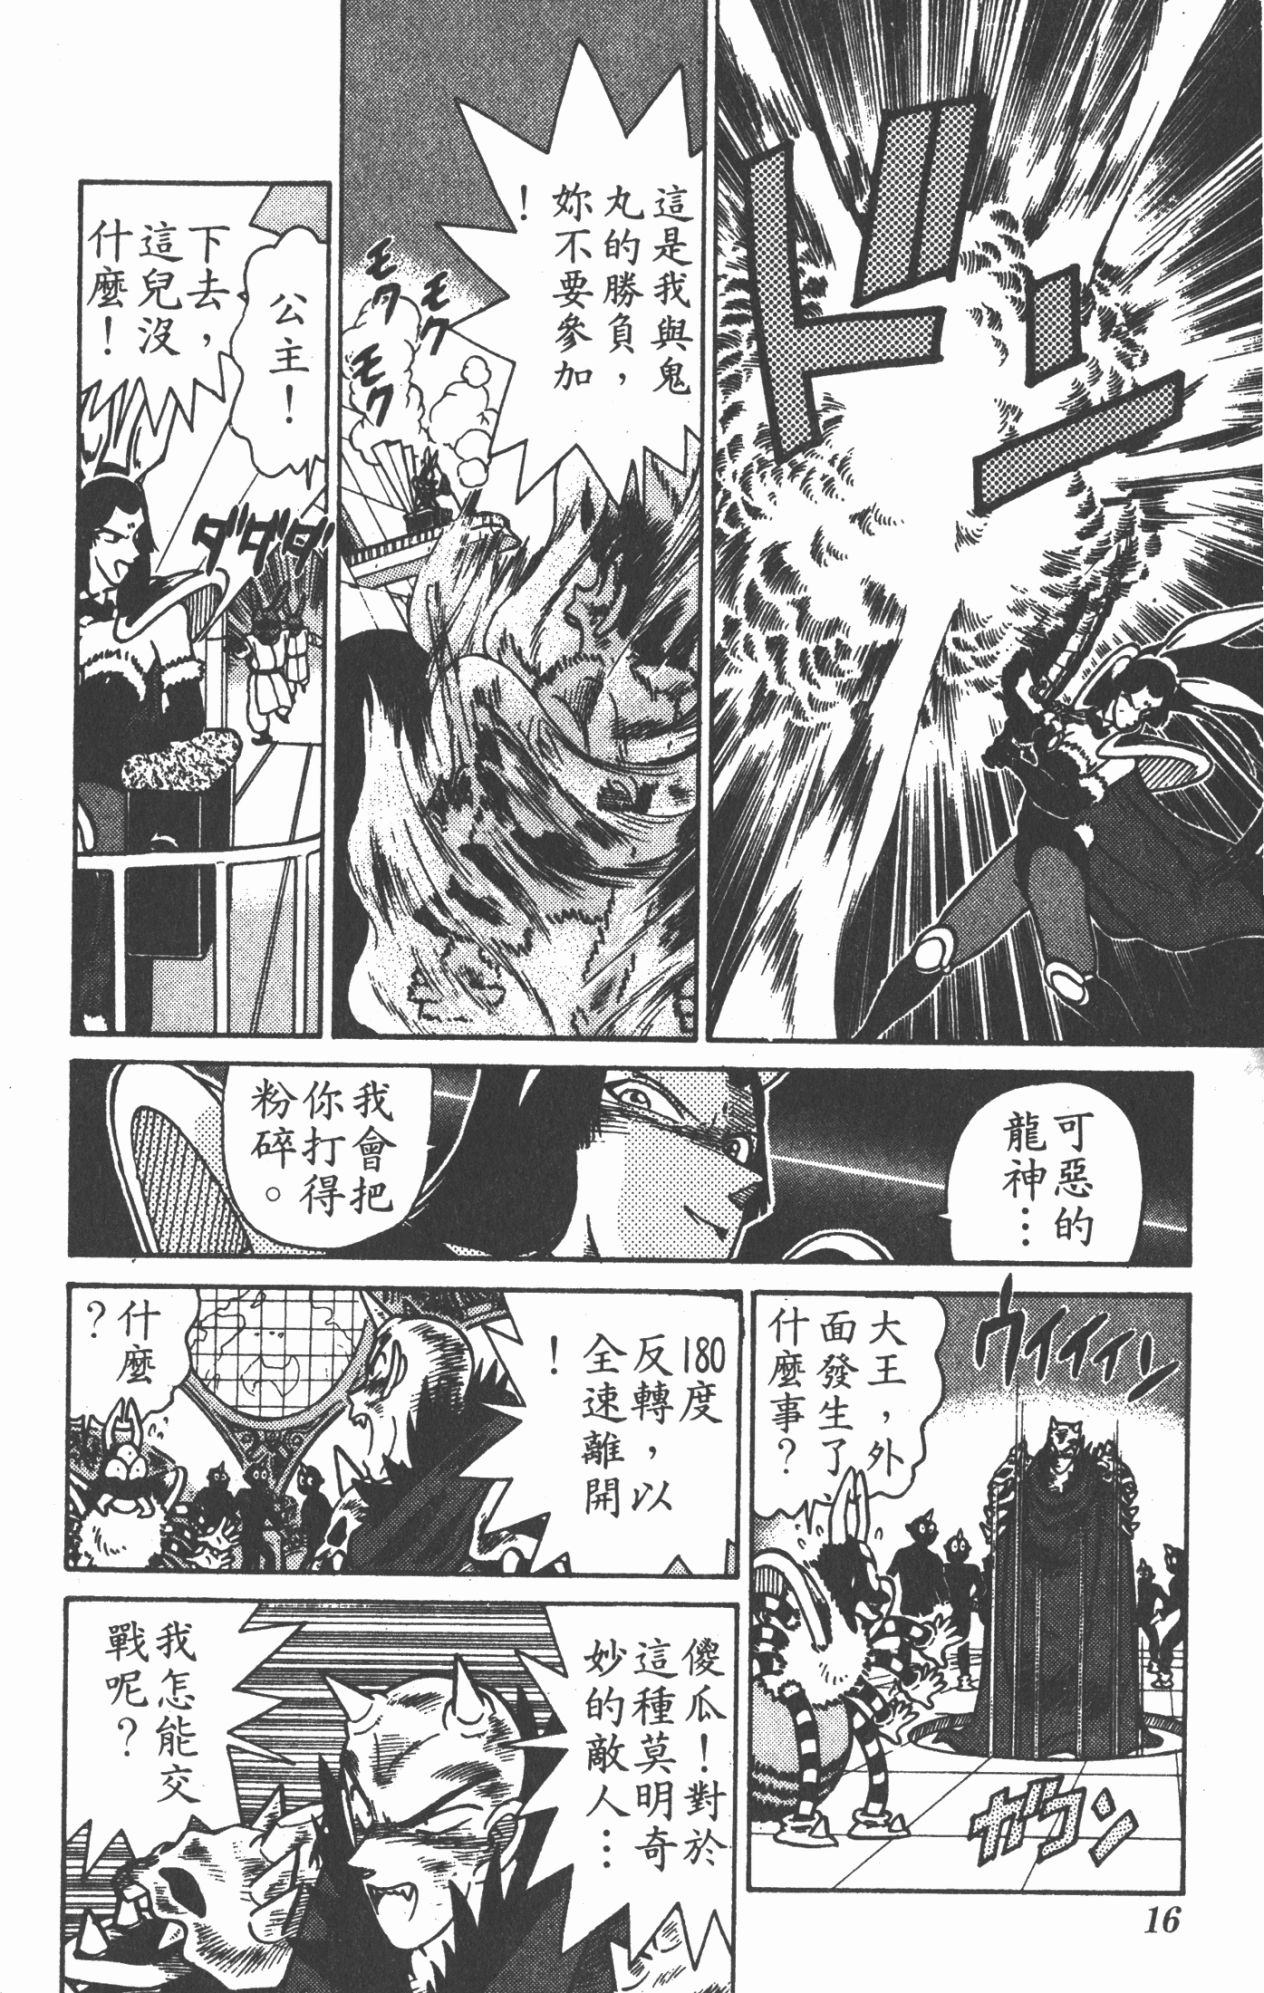 ドドン
這是我與鬼
丸的勝負，
妳不要參加
！
モク
モク
モク
公主！
下去，
這兒沒
什麼！
ダダダ
可惡的
龍神…
我會把
你打得
粉碎。
ウイイイン
大王，外
面發生了
什麼事？
ガクン
180度
反轉，以
全速離開
！
什麼
？
傻瓜！對於
這種莫明奇
妙的敵人…
我怎能交
戰呢？
16